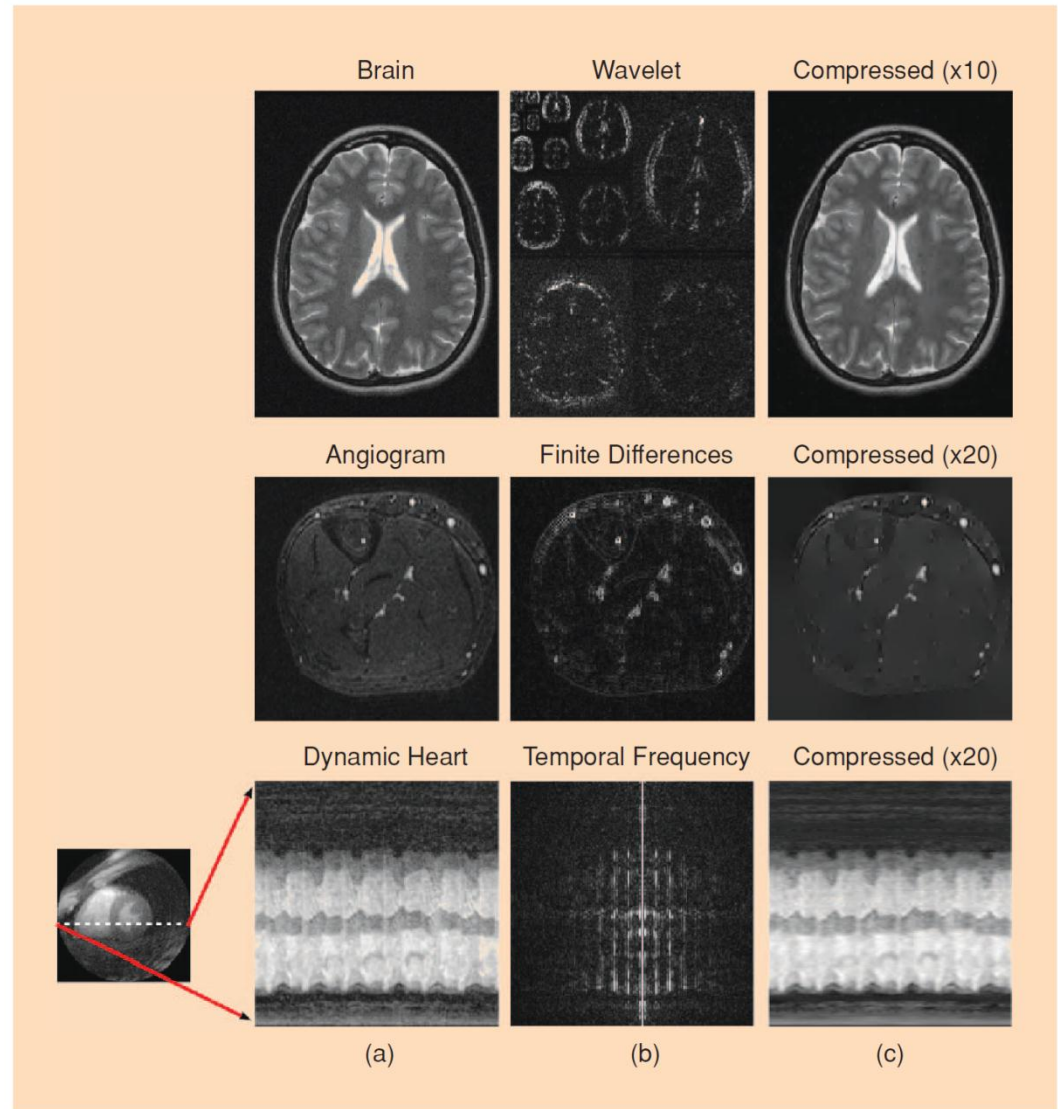 Brain Wavelet Compressed (x10)
Angiogram Finite Differences Compressed (x20)
Dynamic Heart Temporal Frequency Compressed (x20)
(a) (b) (c)